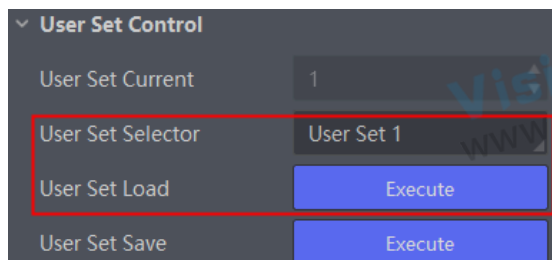 User Set Control
User Set Current 1
User Set Selector User Set 1
User Set Load Execute
User Set Save Execute